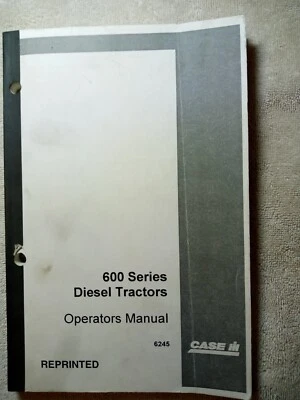 600 Series
Diesel Tractors
Operators Manual
6245
CASE IH
REPRINTED